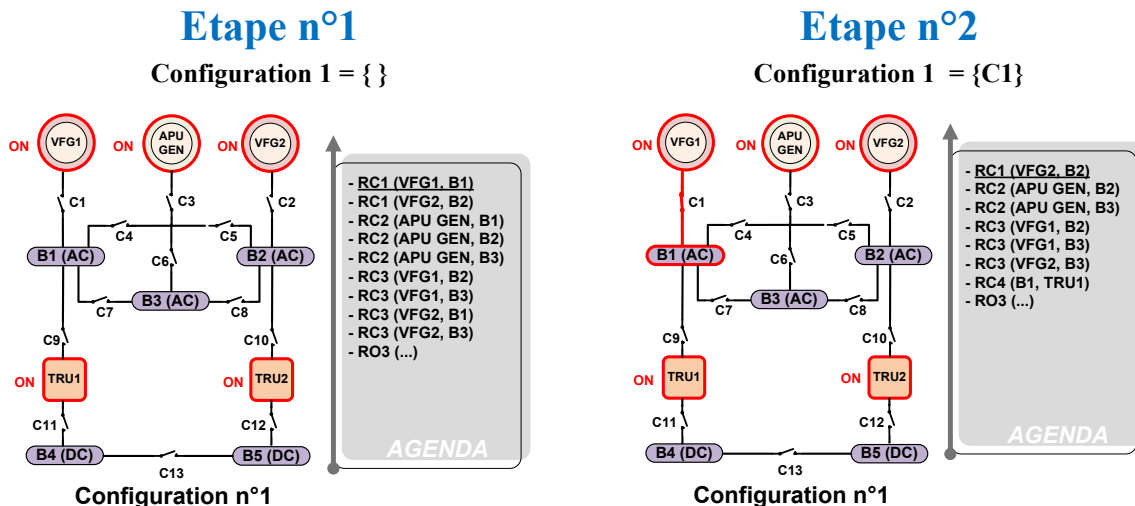 Etape n°1
Configuration 1 = { }
ON
VFG1
ON
APU
GEN
ON
VFG2
C1
C3
C2
C4
C5
B1 (AC)
C6
B2 (AC)
C7
B3 (AC)
C8
C9
C10
ON
TRU1
ON
TRU2
C11
C12
B4 (DC)
C13
B5 (DC)
Configuration n°1
- RC1 (VFG1, B1)
- RC1 (VFG2, B2)
- RC2 (APU GEN, B1)
- RC2 (APU GEN, B2)
- RC2 (APU GEN, B3)
- RC3 (VFG1, B2)
- RC3 (VFG1, B3)
- RC3 (VFG2, B1)
- RC3 (VFG2, B3)
- RO3 (...)
AGENDA
Etape n°2
Configuration 1 = {C1}
ON
VFG1
ON
APU
GEN
ON
VFG2
C1
C3
C2
C4
C5
B1 (AC)
C6
B2 (AC)
C7
B3 (AC)
C8
C9
C10
ON
TRU1
ON
TRU2
C11
C12
B4 (DC)
C13
B5 (DC)
Configuration n°1
- RC1 (VFG2, B2)
- RC2 (APU GEN, B2)
- RC2 (APU GEN, B3)
- RC3 (VFG1, B2)
- RC3 (VFG1, B3)
- RC3 (VFG2, B3)
- RC4 (B1, TRU1)
- RO3 (...)
AGENDA